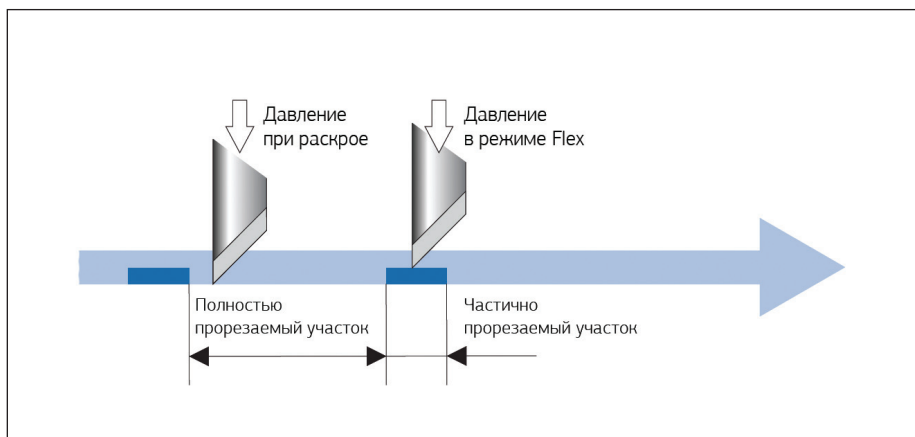 Давление
при раскрое
Давление
в режиме Flex
Полностью
прорезаемый участок
Частично
прорезаемый участок